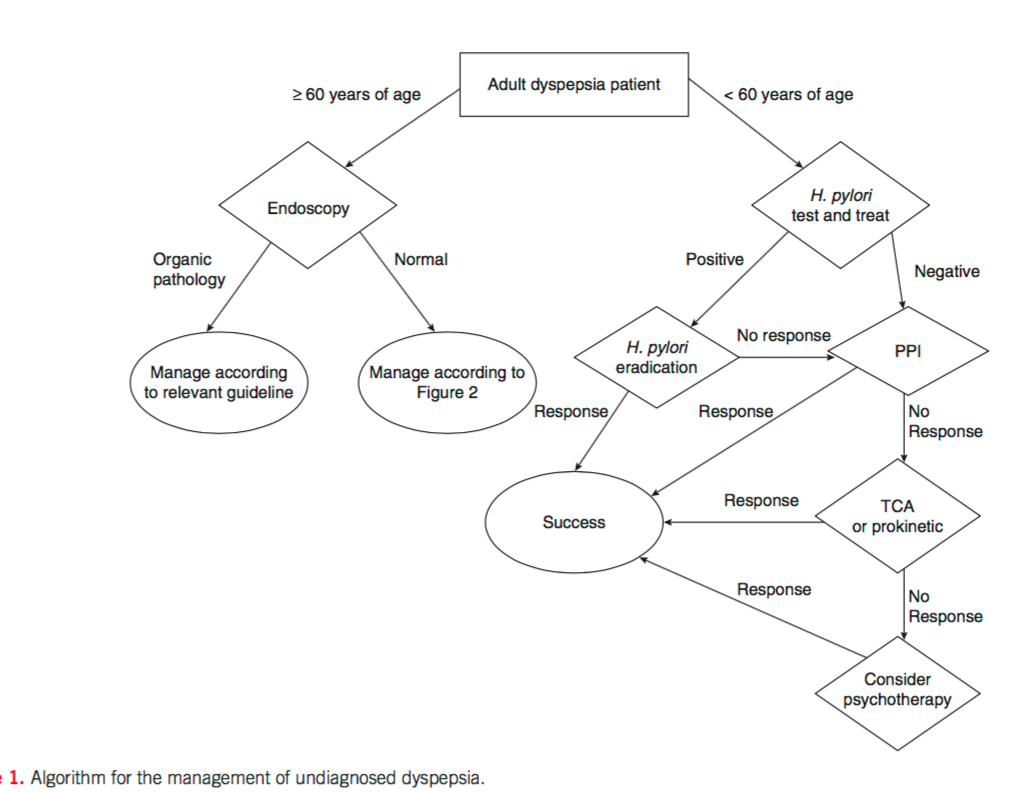 Adult dyspepsia patient
≥ 60 years of age
< 60 years of age
Endoscopy
H. pylori
test and treat
Organic
pathology
Normal
Positive
Negative
Manage according
to relevant guideline
Manage according to
Figure 2
H. pylori
eradication
No response
PPI
Response
Response
No
Response
Success
Response
TCA
or prokinetic
Response
No
Response
Consider
psychotherapy
1. Algorithm for the management of undiagnosed dyspepsia.